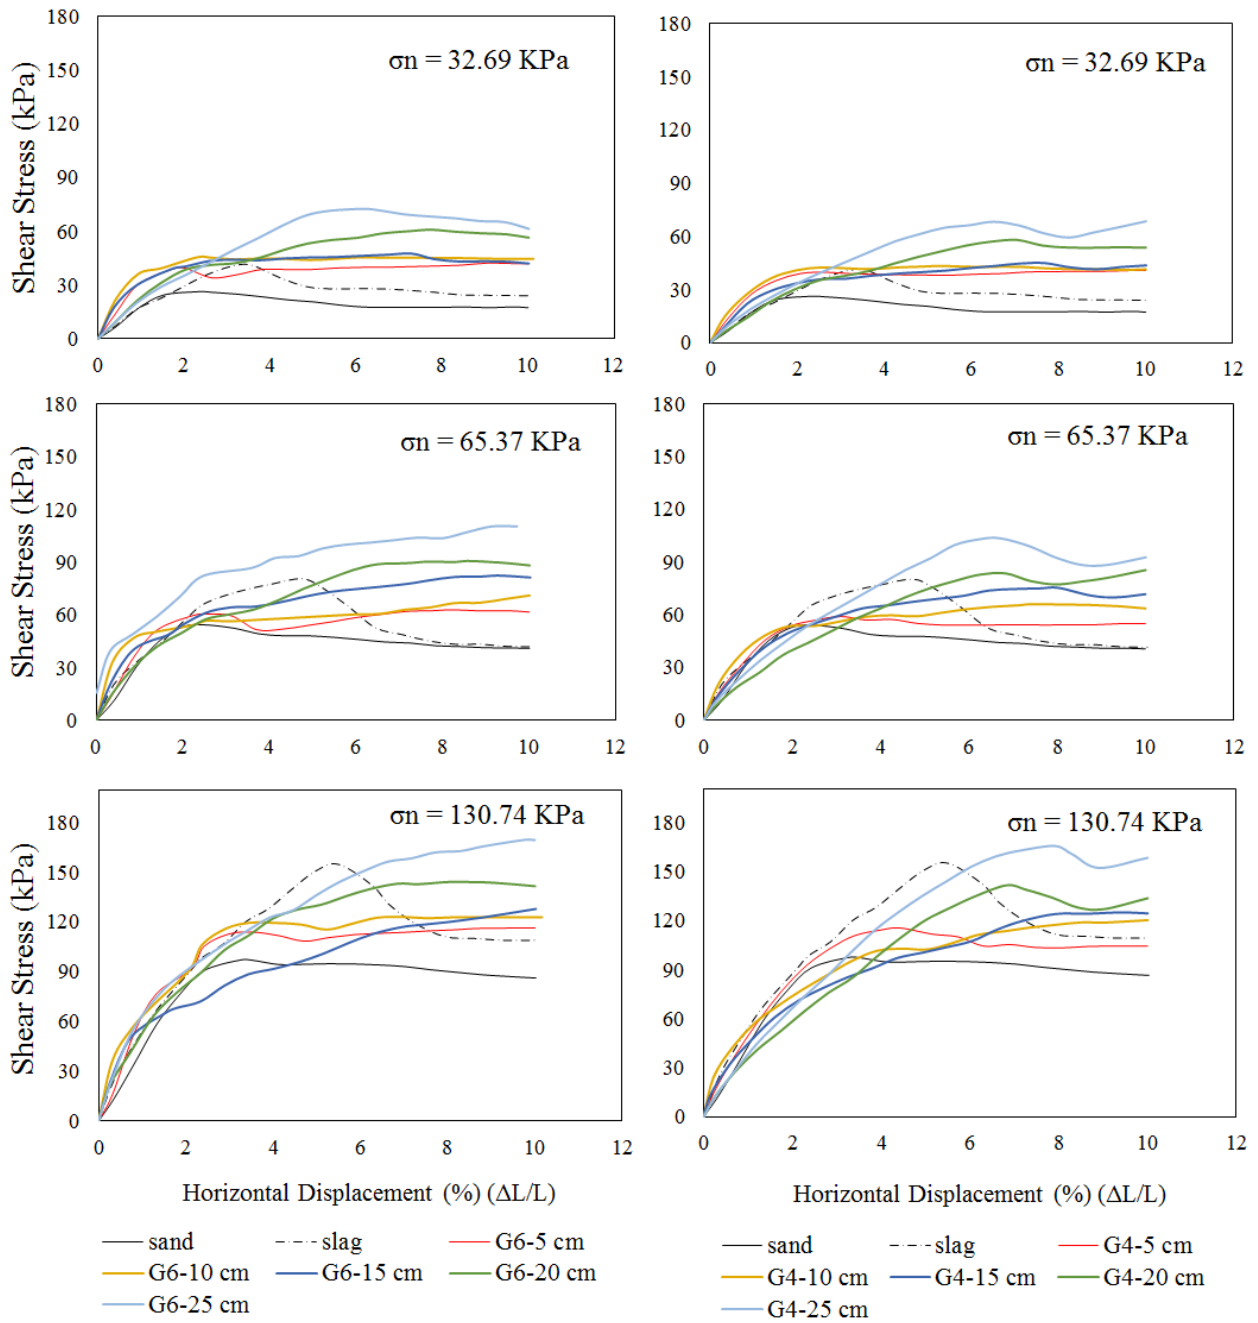 σn = 32.69 KPa
Shear Stress (kPa)
180
150
120
90
60
30
0
0 2 4 6 8 10 12
σn = 32.69 KPa
180
150
120
90
60
30
0
0 2 4 6 8 10 12
σn = 65.37 KPa
Shear Stress (kPa)
180
150
120
90
60
30
0
0 2 4 6 8 10 12
σn = 65.37 KPa
180
150
120
90
60
30
0
0 2 4 6 8 10 12
σn = 130.74 KPa
Shear Stress (kPa)
180
150
120
90
60
30
0
0 2 4 6 8 10 12
Horizontal Displacement (%) (ΔL/L)
sand slag G6-5 cm
G6-10 cm G6-15 cm G6-20 cm
G6-25 cm
σn = 130.74 KPa
180
150
120
90
60
30
0
0 2 4 6 8 10 12
Horizontal Displacement (%) (ΔL/L)
sand slag G4-5 cm
G4-10 cm G4-15 cm G4-20 cm
G4-25 cm